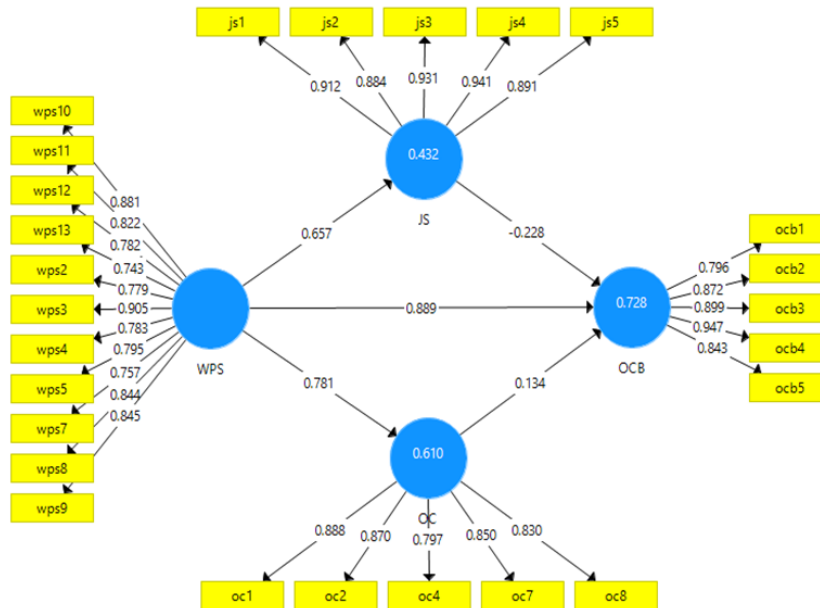 js1 js2 js3 js4 js5
0.912 0.884 0.931 0.941 0.891
0.432
JS
wps10
wps11
wps12
wps13
wps2
wps3
wps4
wps5
wps7
wps8
wps9
0.881
0.822
0.782
0.743
0.779
0.905
0.783
0.795
0.757
0.844
0.845
WPS
0.657
-0.228
0.889
0.781
0.134
0.728
OCB
0.796
0.872
0.899
0.947
0.843
ocb1
ocb2
ocb3
ocb4
ocb5
0.610
OC
0.888 0.870 0.797 0.850 0.830
oc1 oc2 oc4 oc7 oc8